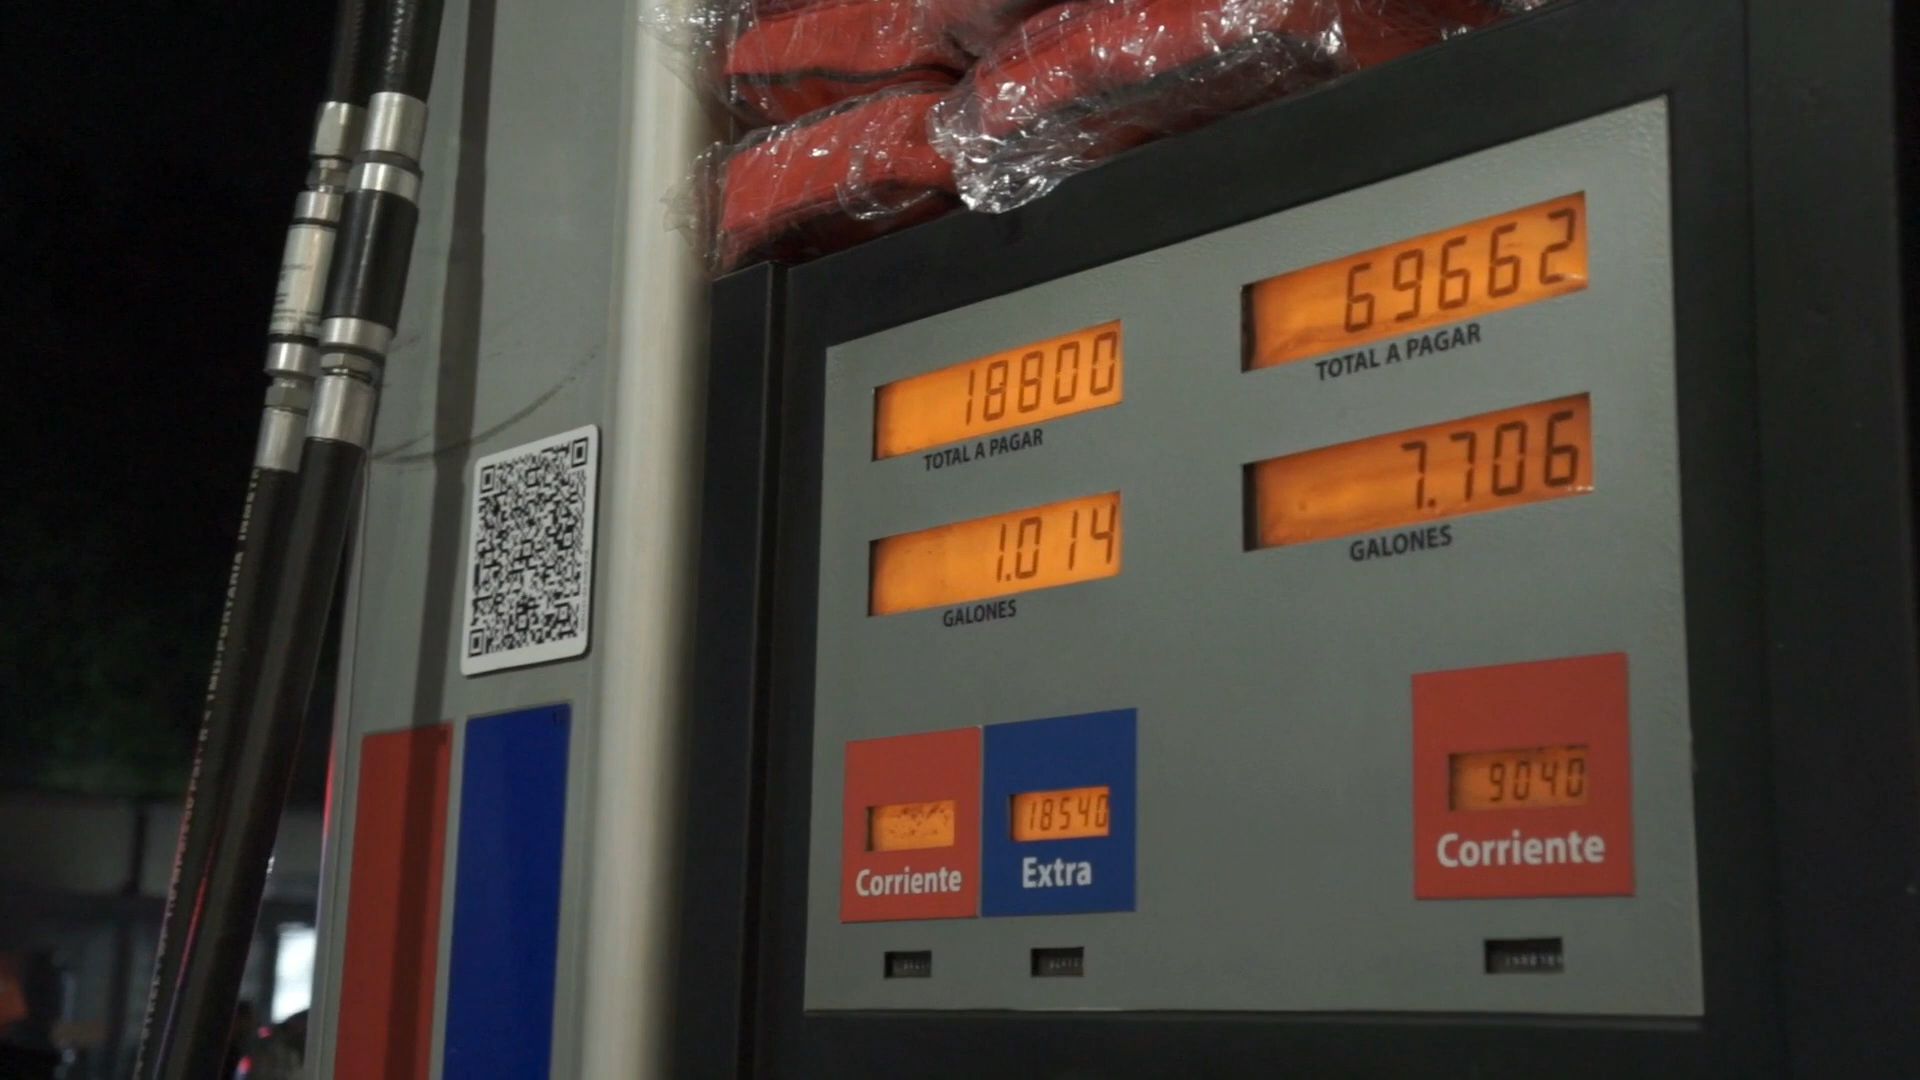 18800
TOTAL A PAGAR
1.014
GALONES
69662
TOTAL A PAGAR
7.706
GALONES
Corriente
18540
Extra
9040
Corriente